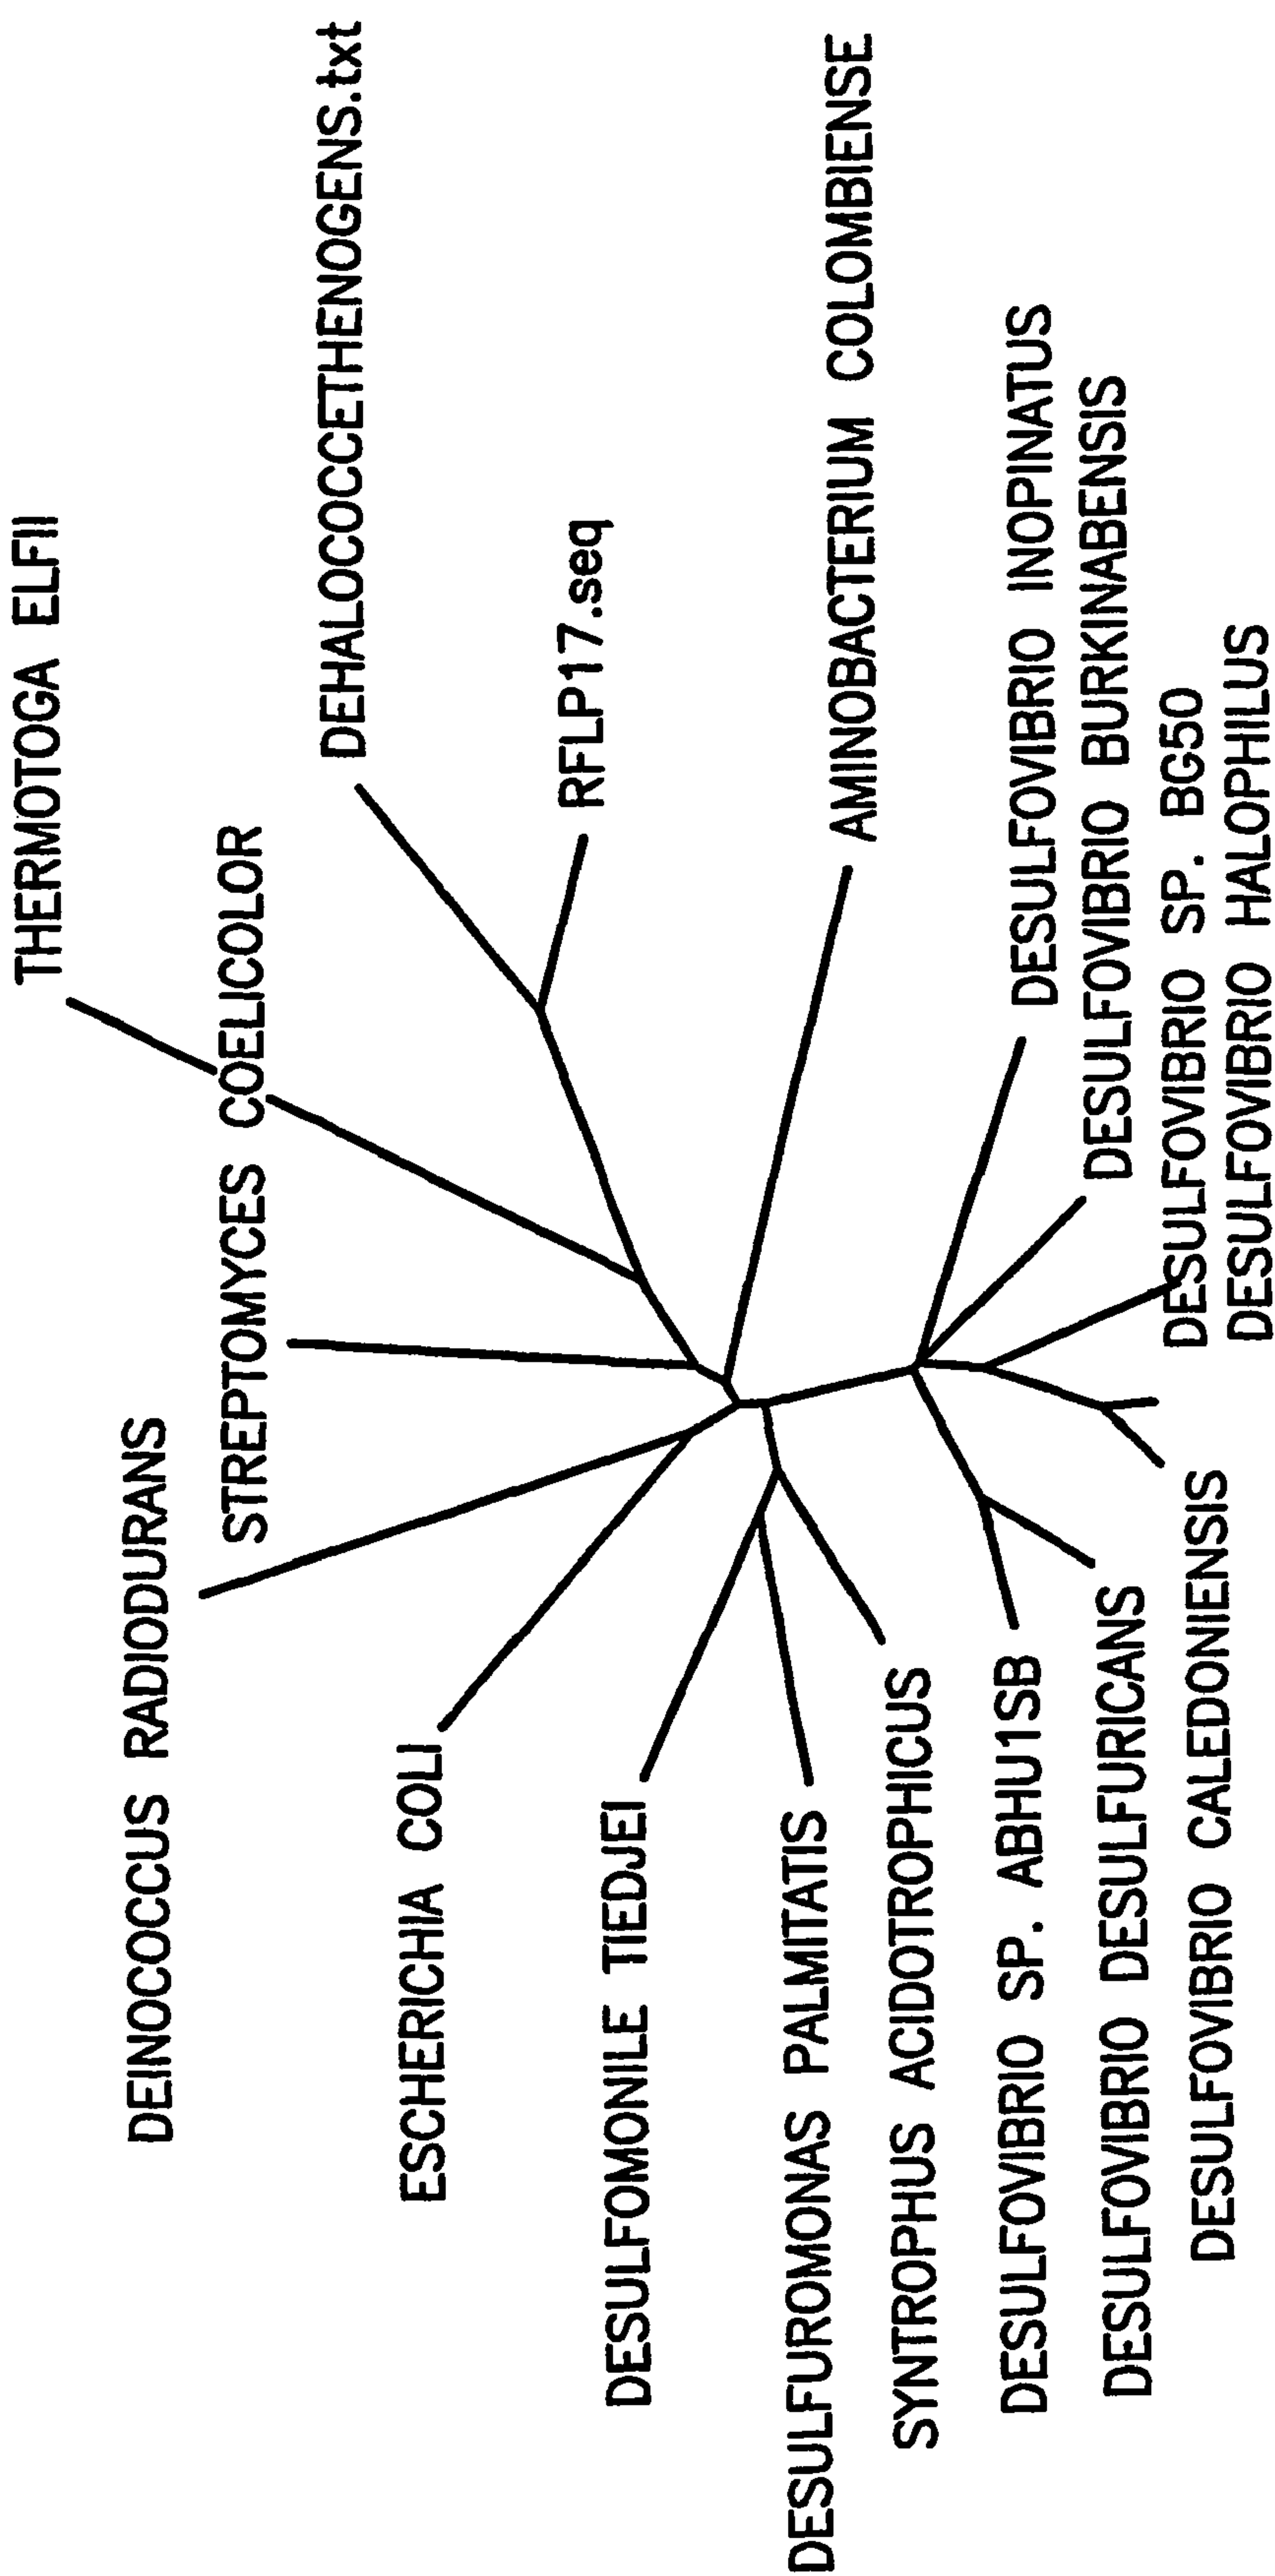 THERMOTOGA ELFII
DEINOCOCCUS RADIODURANS
STREPTOMYCES COELICOLOR
DEHALOCOCCETHENOGENS.txt
ESCHERICHIA COLI
RFLP17.seq
DESULFOMONILE TIEDJEI
DESULFUROMONAS PALMITATIS
AMINOBACTERIUM COLOMBIENSE
SYNTROPHUS ACIDOTROPHICUS
DESULFOVIBRIO SP. ABHU1SB
DESULFOVIBRIO INOPINATUS
DESULFOVIBRIO DESULFURICANS
DESULFOVIBRIO BURKINABENSIS
DESULFOVIBRIO CALEDONIENSIS
DESULFOVIBRIO SP. BG50
DESULFOVIBRIO HALOPHILUS